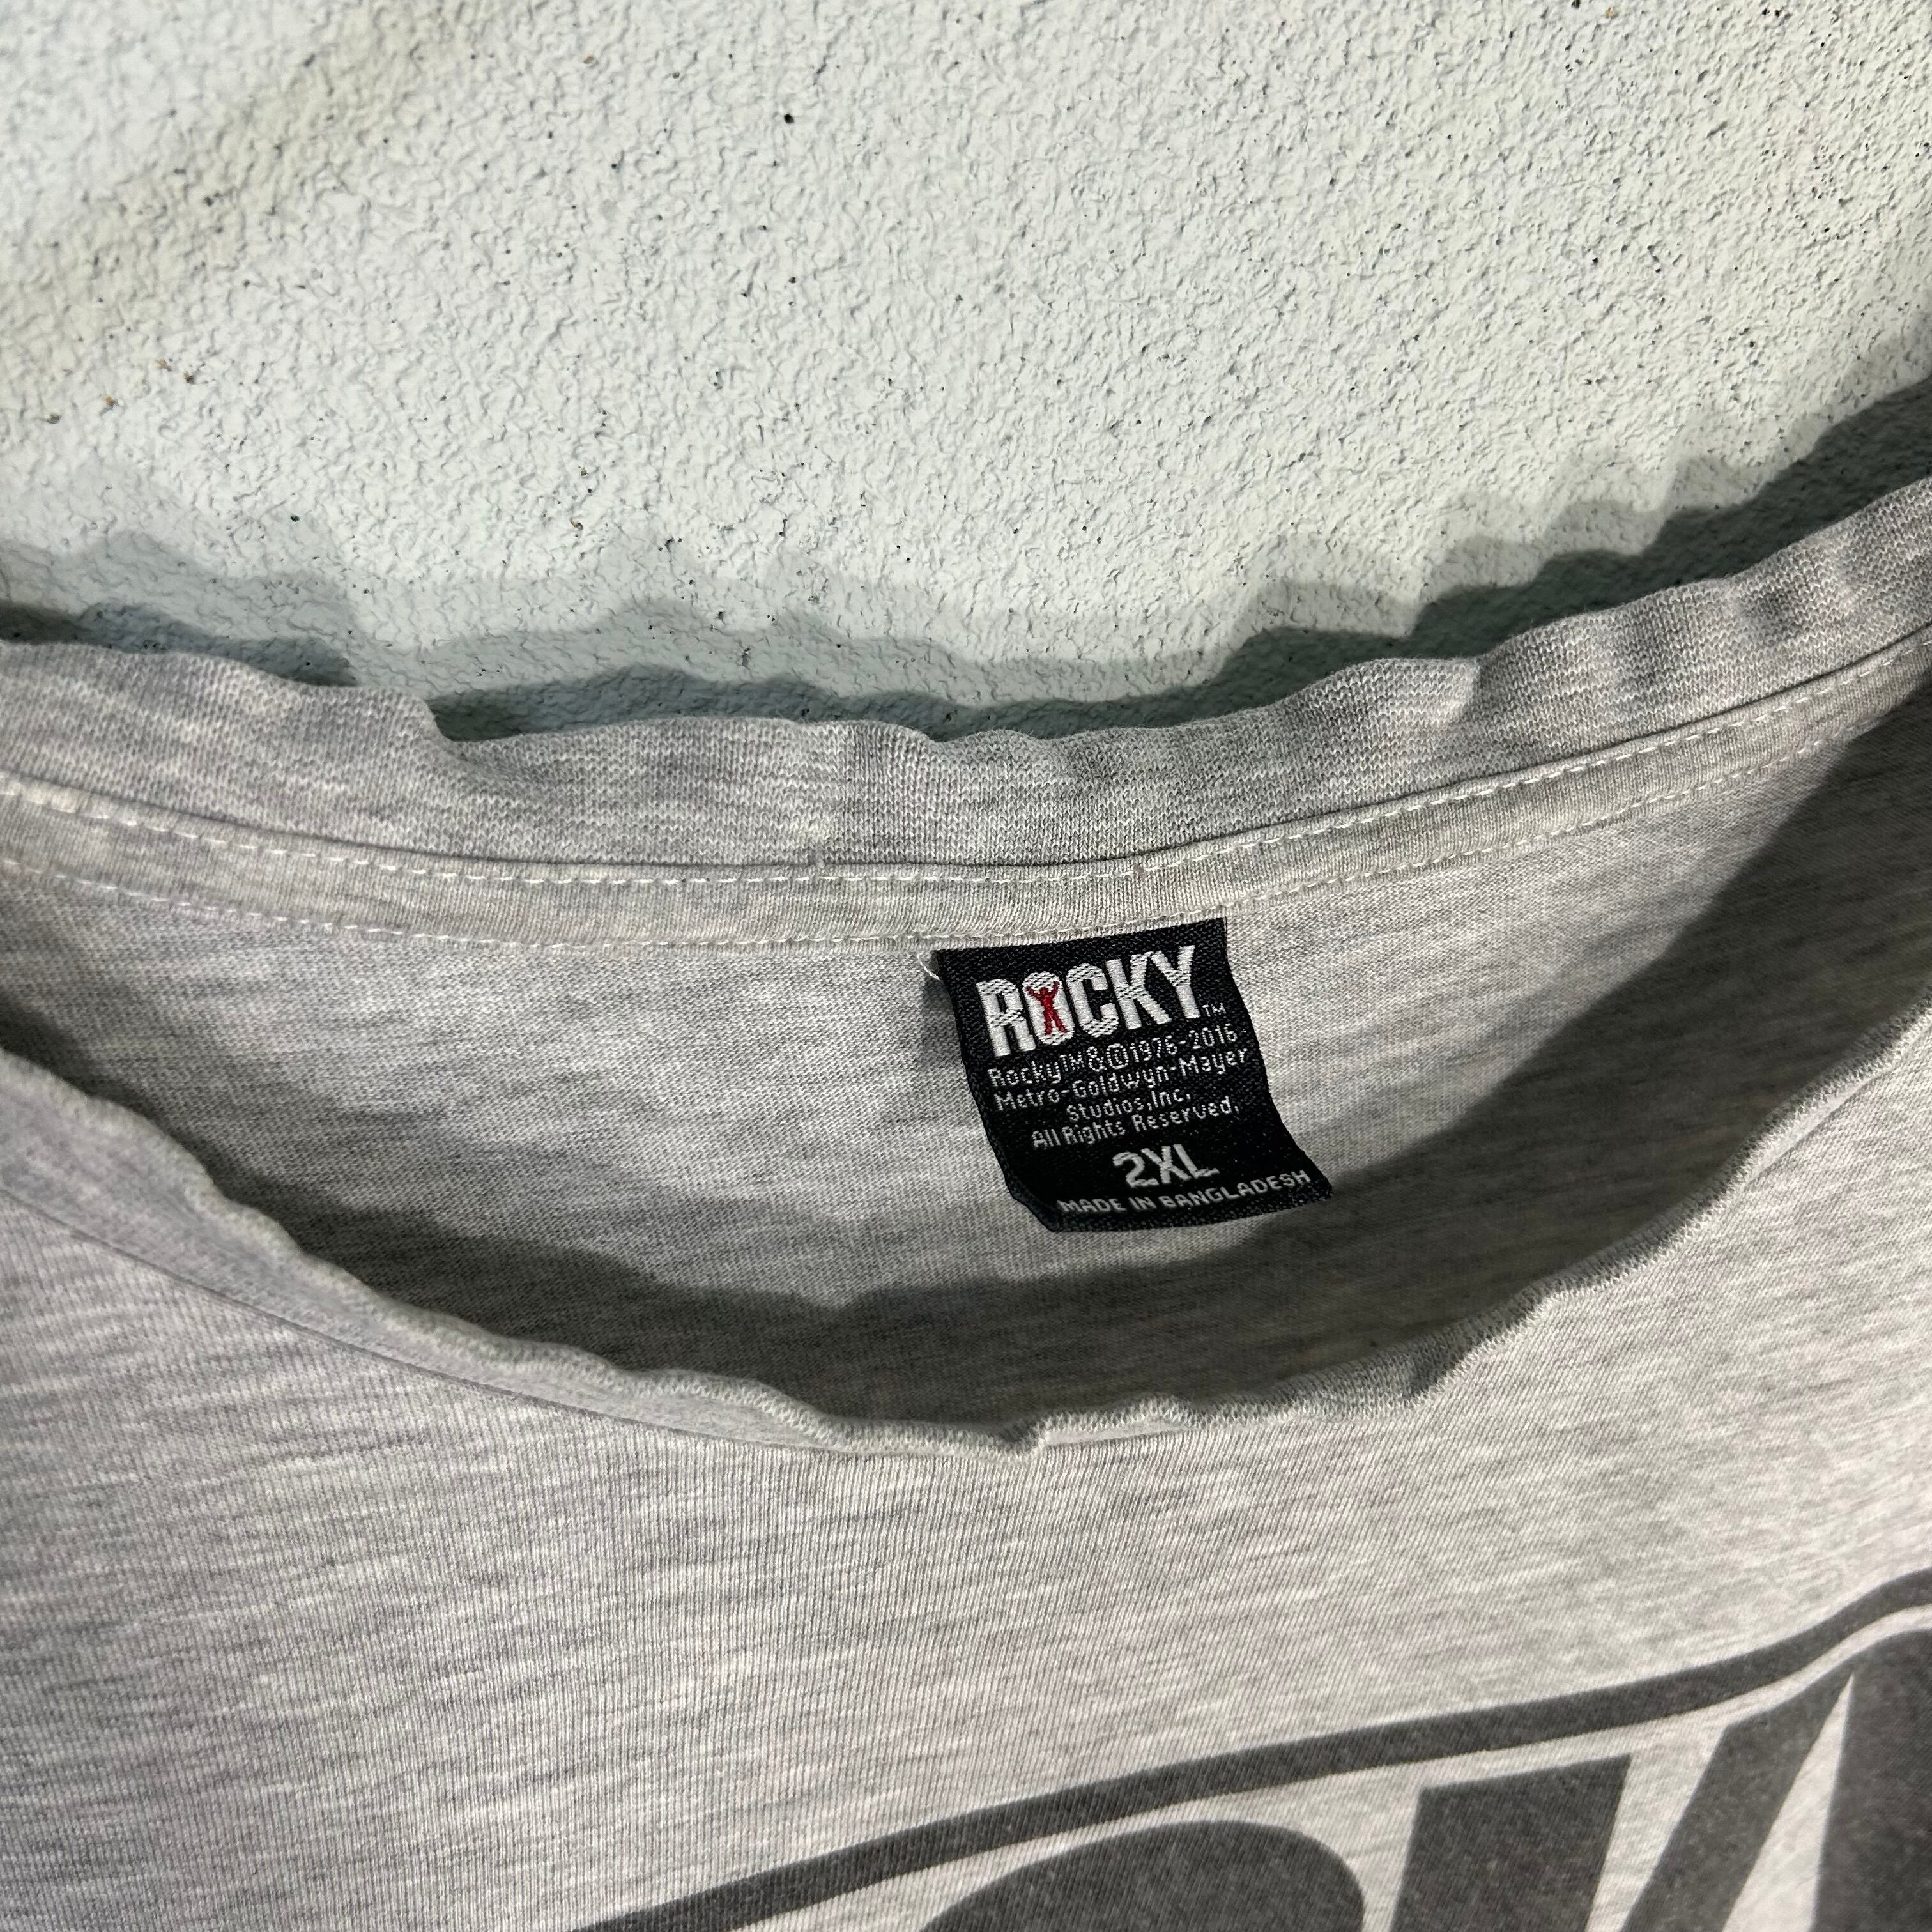 ROCKY™
Rocky™&©1976-2016
Metro-Goldwyn-Mayer
Studios,Inc.
All Rights Reserved.
2XL
MADE IN BANGLADESH